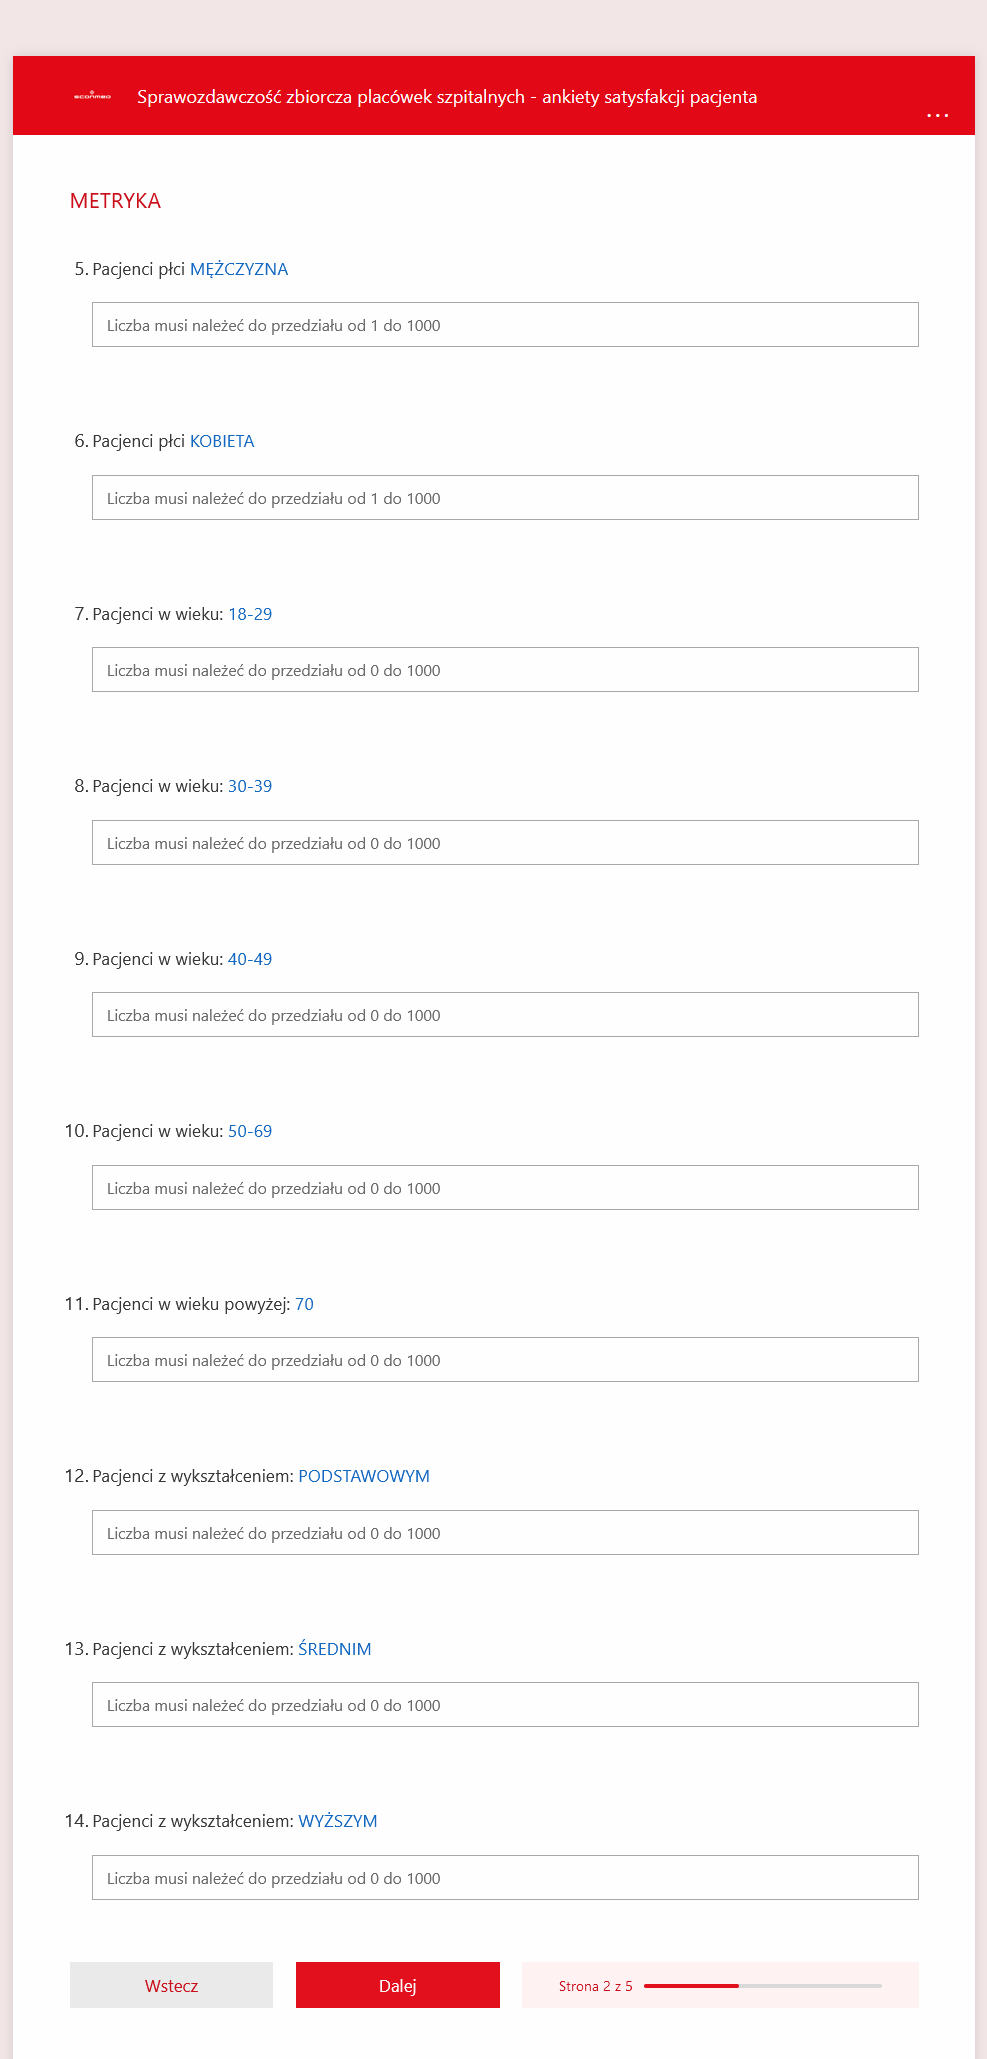 sconmed
Sprawozdawczość zbiorcza placówek szpitalnych - ankiety satysfakcji pacjenta
...
METRYKA
5. Pacjenci płci MĘŻCZYZNA
Liczba musi należeć do przedziału od 1 do 1000
6. Pacjenci płci KOBIETA
Liczba musi należeć do przedziału od 1 do 1000
7. Pacjenci w wieku: 18-29
Liczba musi należeć do przedziału od 0 do 1000
8. Pacjenci w wieku: 30-39
Liczba musi należeć do przedziału od 0 do 1000
9. Pacjenci w wieku: 40-49
Liczba musi należeć do przedziału od 0 do 1000
10. Pacjenci w wieku: 50-69
Liczba musi należeć do przedziału od 0 do 1000
11. Pacjenci w wieku powyżej: 70
Liczba musi należeć do przedziału od 0 do 1000
12. Pacjenci z wykształceniem: PODSTAWOWYM
Liczba musi należeć do przedziału od 0 do 1000
13. Pacjenci z wykształceniem: ŚREDNIM
Liczba musi należeć do przedziału od 0 do 1000
14. Pacjenci z wykształceniem: WYŻSZYM
Liczba musi należeć do przedziału od 0 do 1000
Wstecz
Dalej
Strona 2 z 5